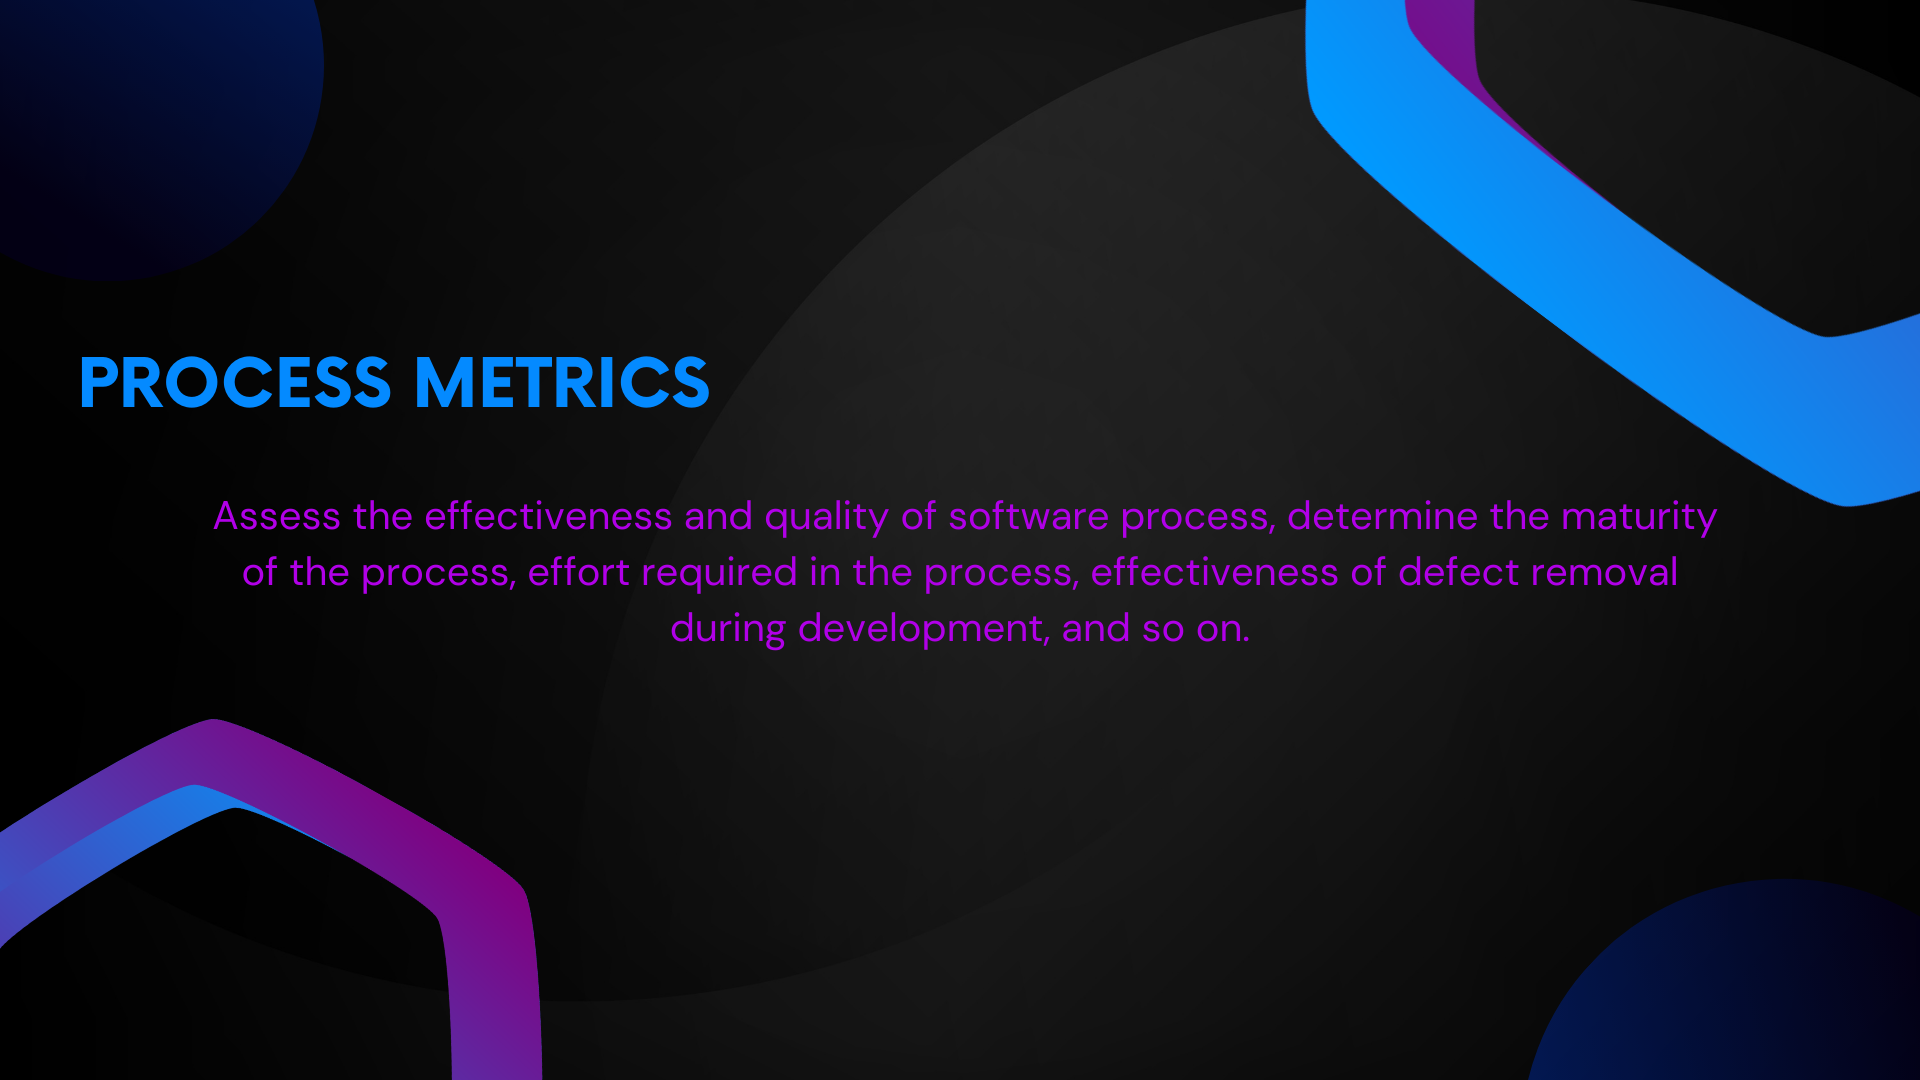 PROCESS METRICS
Assess the effectiveness and quality of software process, determine the maturity
of the process, effort required in the process, effectiveness of defect removal
during development, and so on.